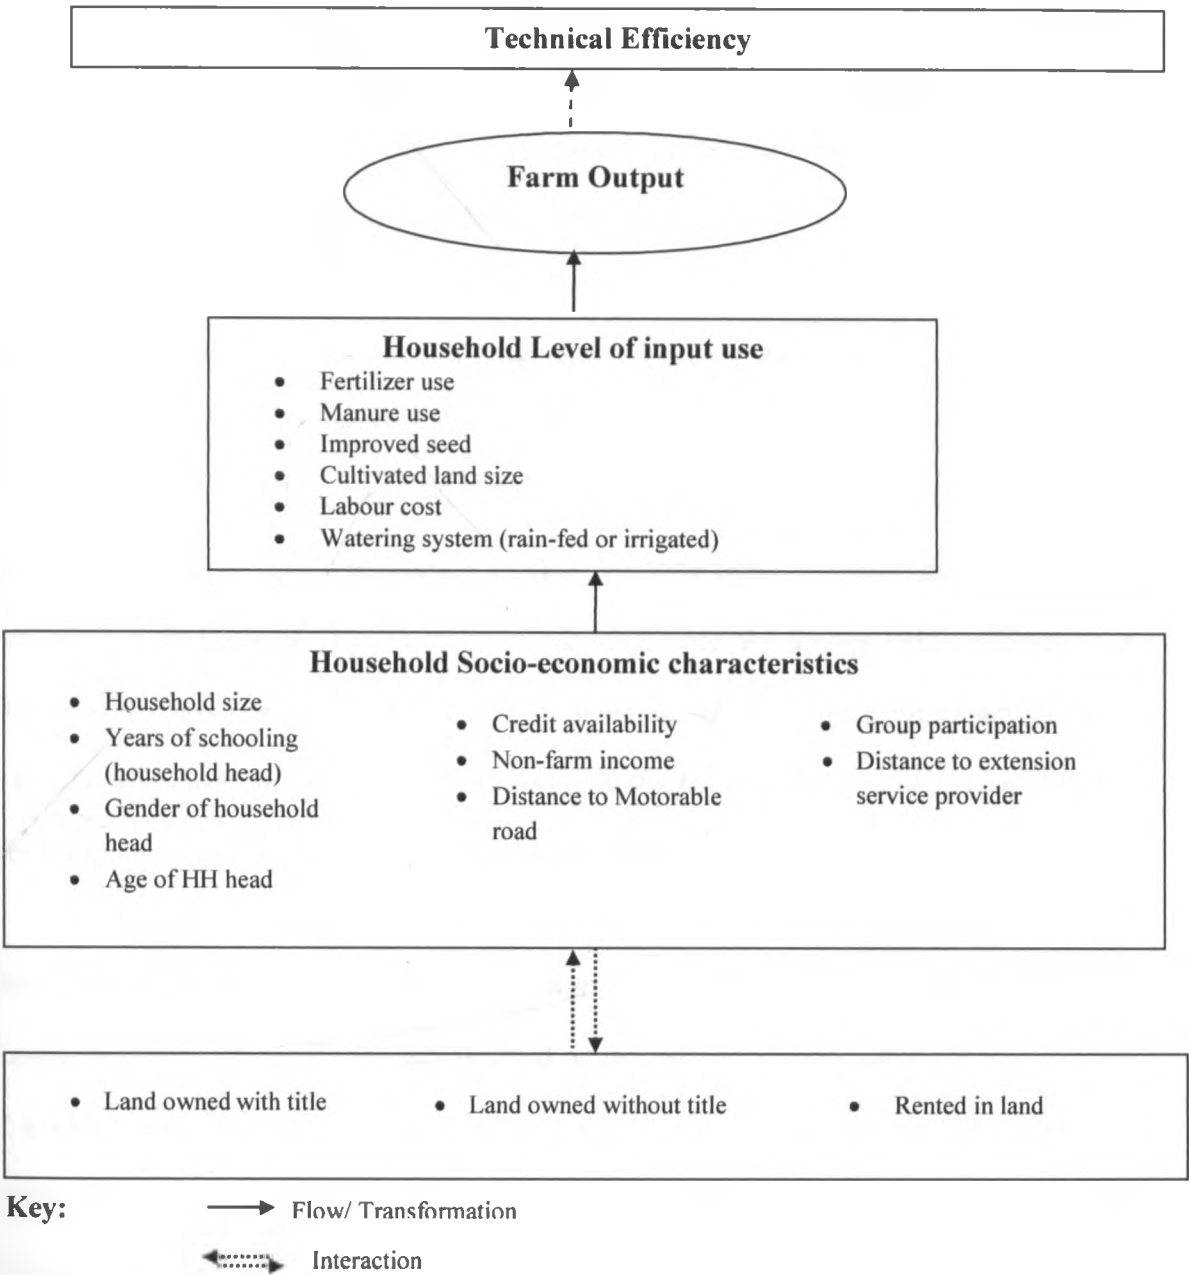 Technical Efficiency
Farm Output
Household Level of input use
• Fertilizer use
• Manure use
• Improved seed
• Cultivated land size
• Labour cost
• Watering system (rain-fed or irrigated)
Household Socio-economic characteristics
• Household size
• Years of schooling
(household head)
• Gender of household
head
• Age of HH head
• Credit availability
• Non-farm income
• Distance to Motorable
road
• Group participation
• Distance to extension
service provider
• Land owned with title
• Land owned without title
• Rented in land
Key:
Flow/ Transformation
Interaction